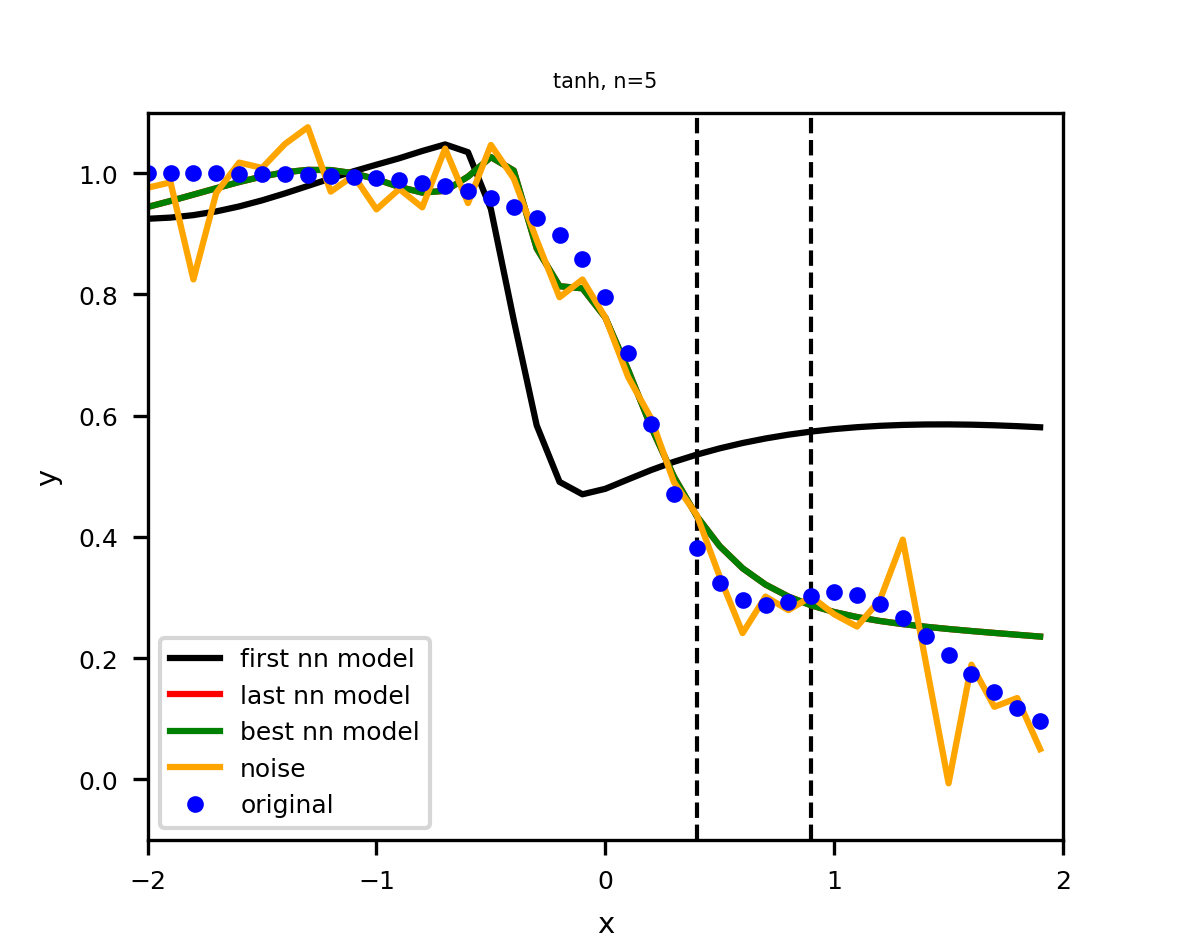 tanh, n=5
1.0
0.8
0.6
0.4
0.2
0.0
y
first nn model
last nn model
best nn model
noise
original
−2
−1
0
1
2
x